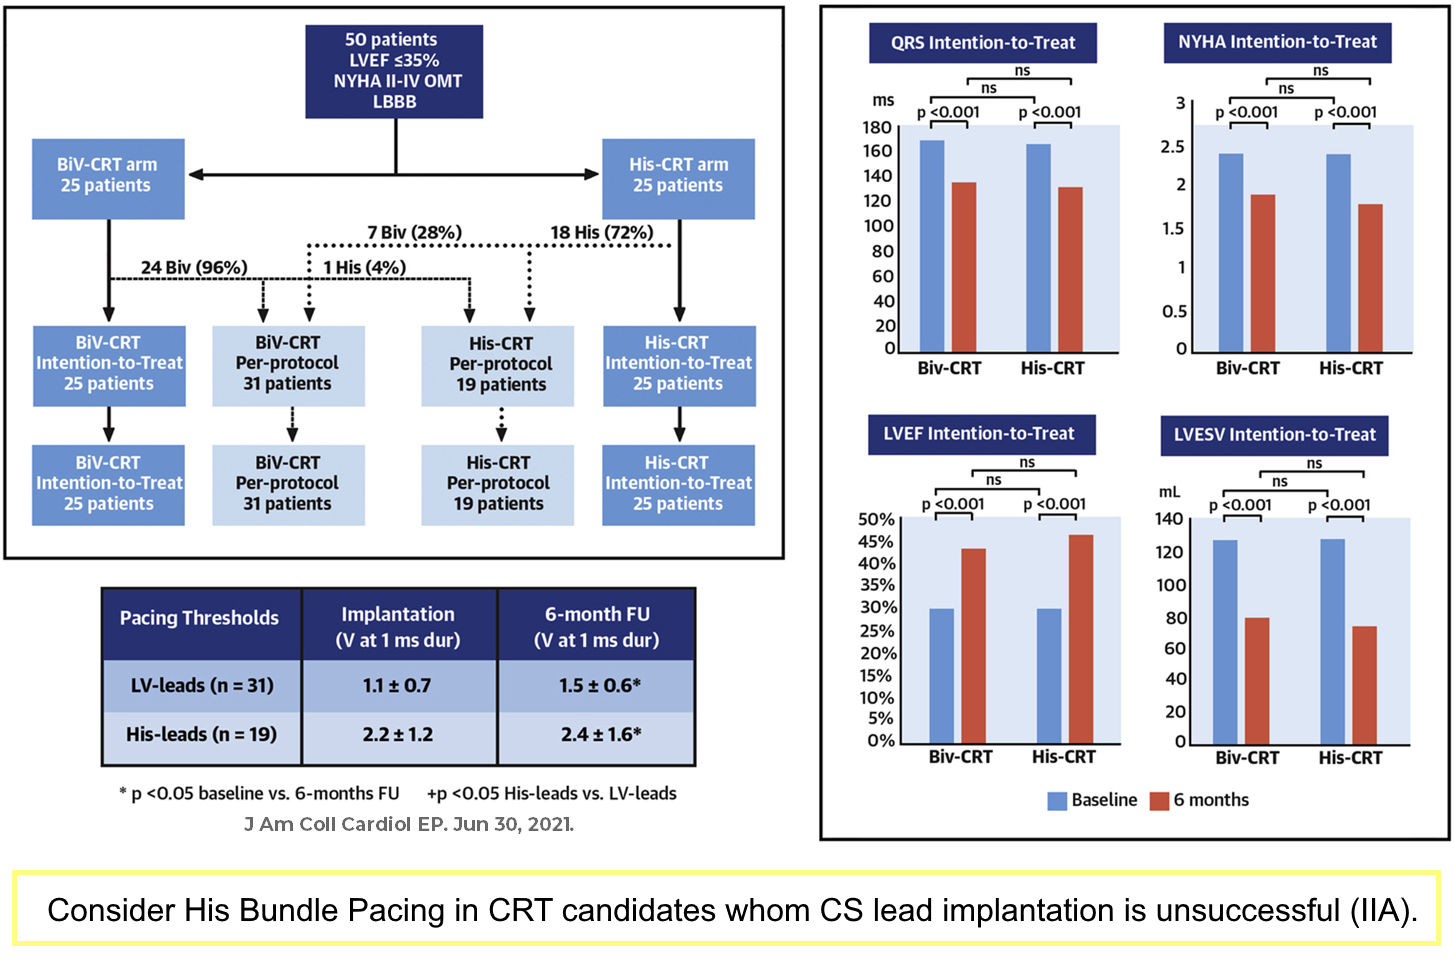 50 patients
LVEF ≤35%
NYHA II-IV OMT
LBBB
BiV-CRT arm
25 patients
His-CRT arm
25 patients
7 Biv (28%)
18 His (72%)
24 Biv (96%)
1 His (4%)
BiV-CRT
Intention-to-Treat
25 patients
BiV-CRT
Per-protocol
31 patients
His-CRT
Per-protocol
19 patients
His-CRT
Intention-to-Treat
25 patients
BiV-CRT
Intention-to-Treat
25 patients
BiV-CRT
Per-protocol
31 patients
His-CRT
Per-protocol
19 patients
His-CRT
Intention-to-Treat
25 patients
Pacing Thresholds
Implantation
(V at 1 ms dur)
6-month FU
(V at 1 ms dur)
LV-leads (n = 31) 1.1 ± 0.7 1.5 ± 0.6*
His-leads (n = 19) 2.2 ± 1.2 2.4 ± 1.6*
* p <0.05 baseline vs. 6-months FU +p <0.05 His-leads vs. LV-leads
J Am Coll Cardiol EP. Jun 30, 2021.
QRS Intention-to-Treat
ns
ns
ms
p <0.001 p <0.001
180
160
140
120
100
80
60
40
20
0
Biv-CRT His-CRT
NYHA Intention-to-Treat
ns
ns
p <0.001 p <0.001
3
2.5
2
1.5
1
0.5
0
Biv-CRT His-CRT
LVEF Intention-to-Treat
ns
ns
p <0.001 p <0.001
50%
45%
40%
35%
30%
25%
20%
15%
10%
5%
0%
Biv-CRT His-CRT
LVESV Intention-to-Treat
ns
ns
mL
p <0.001 p <0.001
140
120
100
80
60
40
20
0
Biv-CRT His-CRT
Baseline 6 months
Consider His Bundle Pacing in CRT candidates whom CS lead implantation is unsuccessful (IIA).